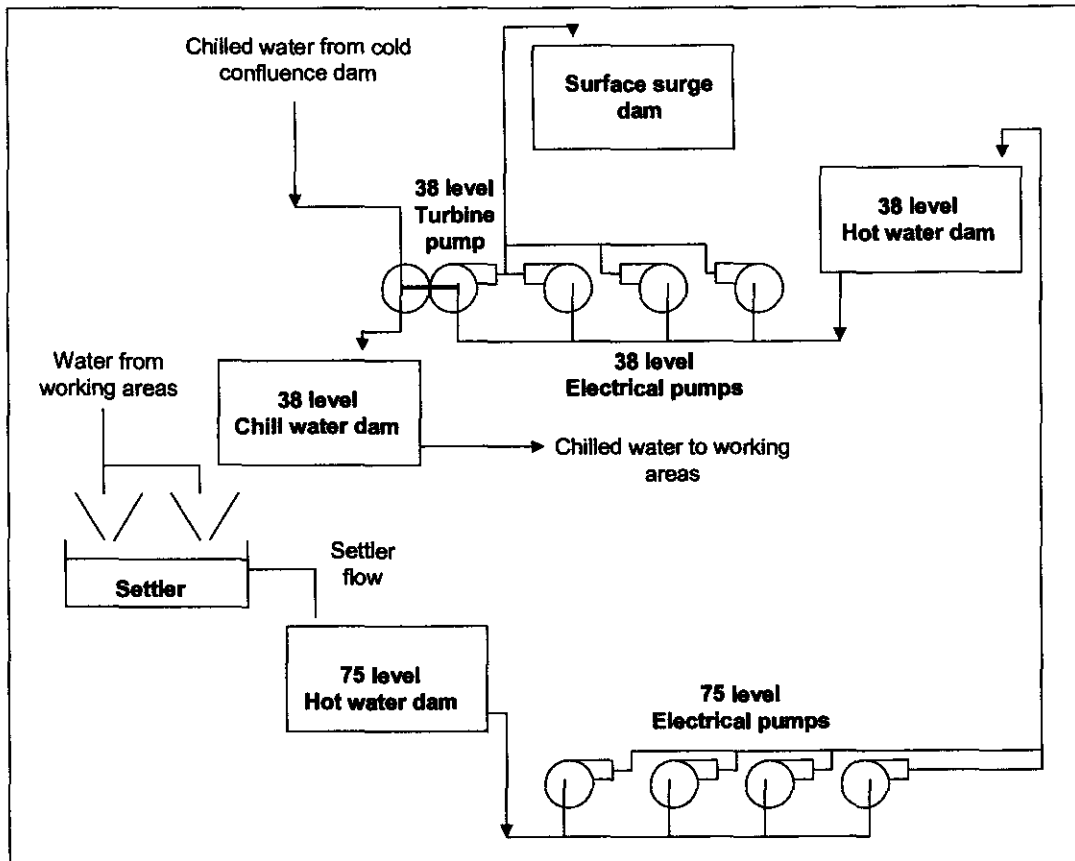 Chilled water from cold
confluence dam
Surface surge
dam
38 level
Turbine
pump
38 level
Hot water dam
Water from
working areas
38 level
Electrical pumps
38 level
Chill water dam
Chilled water to working
areas
Settler
Settler
flow
75 level
Hot water dam
75 level
Electrical pumps